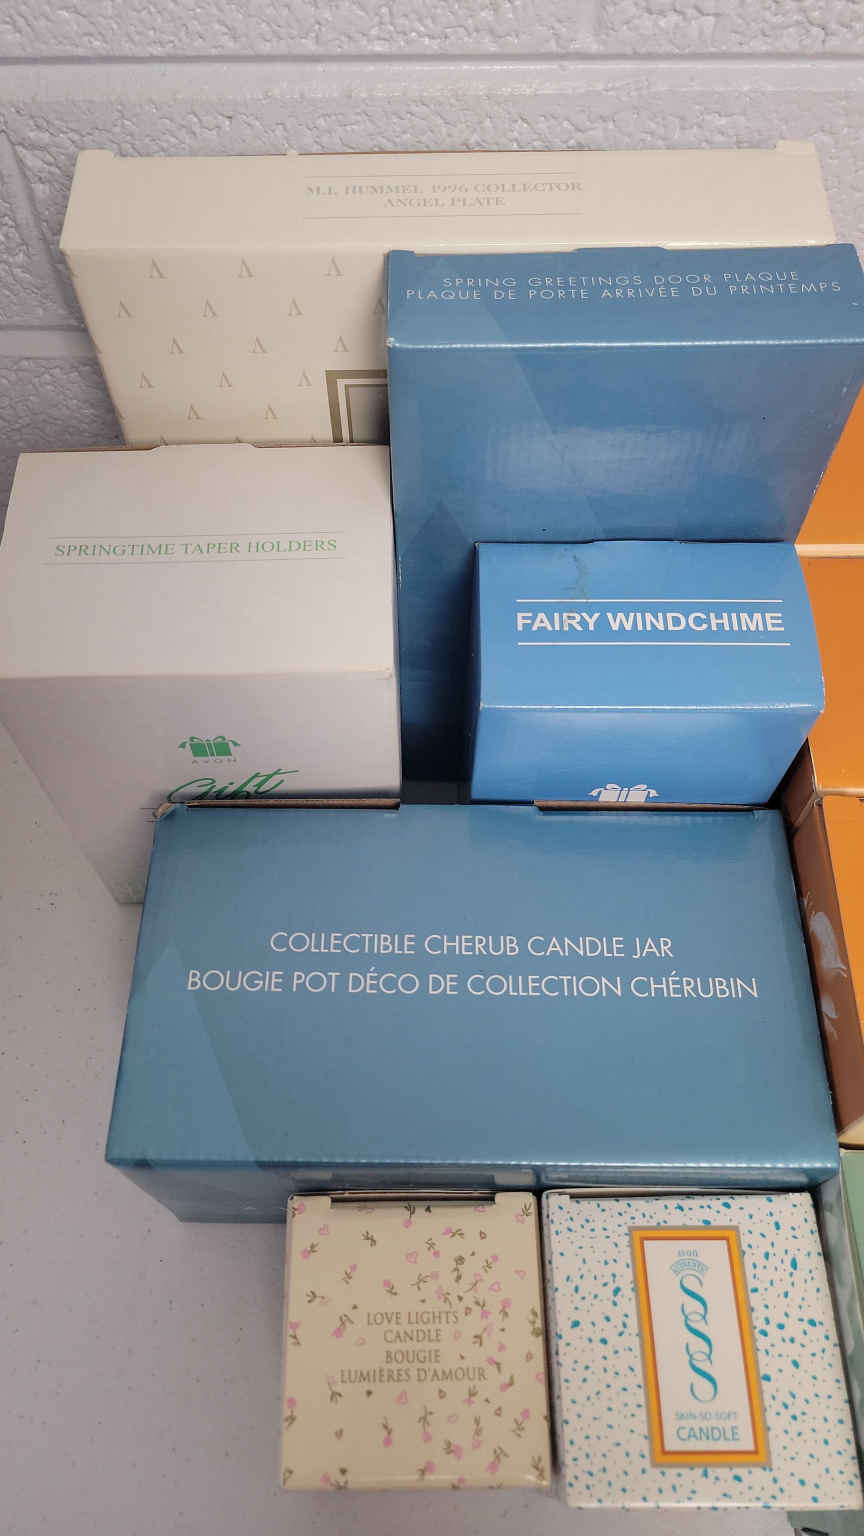 M.I. HUMMEL 1996 COLLECTOR
ANGEL PLATE
SPRING GREETINGS DOOR PLAQUE
PLAQUE DE PORTE ARRIVÉE DU PRINTEMPS
SPRINGTIME TAPER HOLDERS
AVON
Gift
FAIRY WINDCHIME
COLLECTIBLE CHERUB CANDLE JAR
BOUGIE POT DÉCO DE COLLECTION CHÉRUBIN
LOVE LIGHTS
CANDLE
BOUGIE
LUMIÈRES D'AMOUR
SSS
SKIN·SO·SOFT
CANDLE